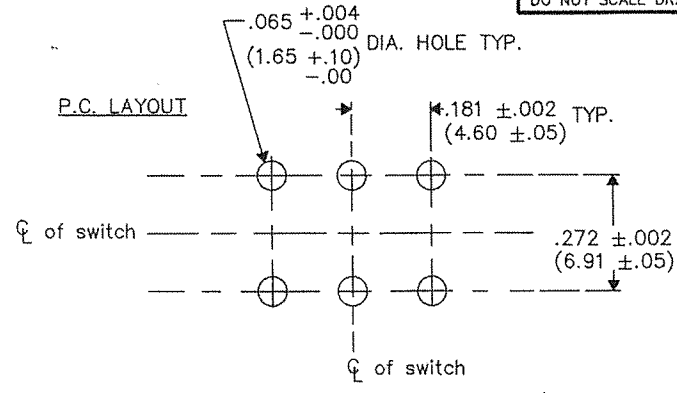 DO NOT SCALE
.065 +.004
-.000
(1.65 +.10)
-.00
DIA. HOLE TYP.
P.C. LAYOUT
.181 ±.002 TYP.
(4.60 ±.05)
℄ of switch
.272 ±.002
(6.91 ±.05)
℄ of switch